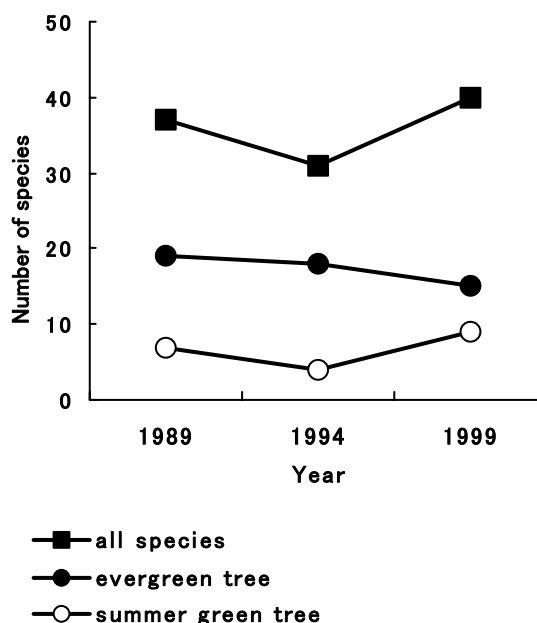 50
40
30
20
10
0
Number of species
1989 1994 1999
Year
all species
evergreen tree
summer green tree